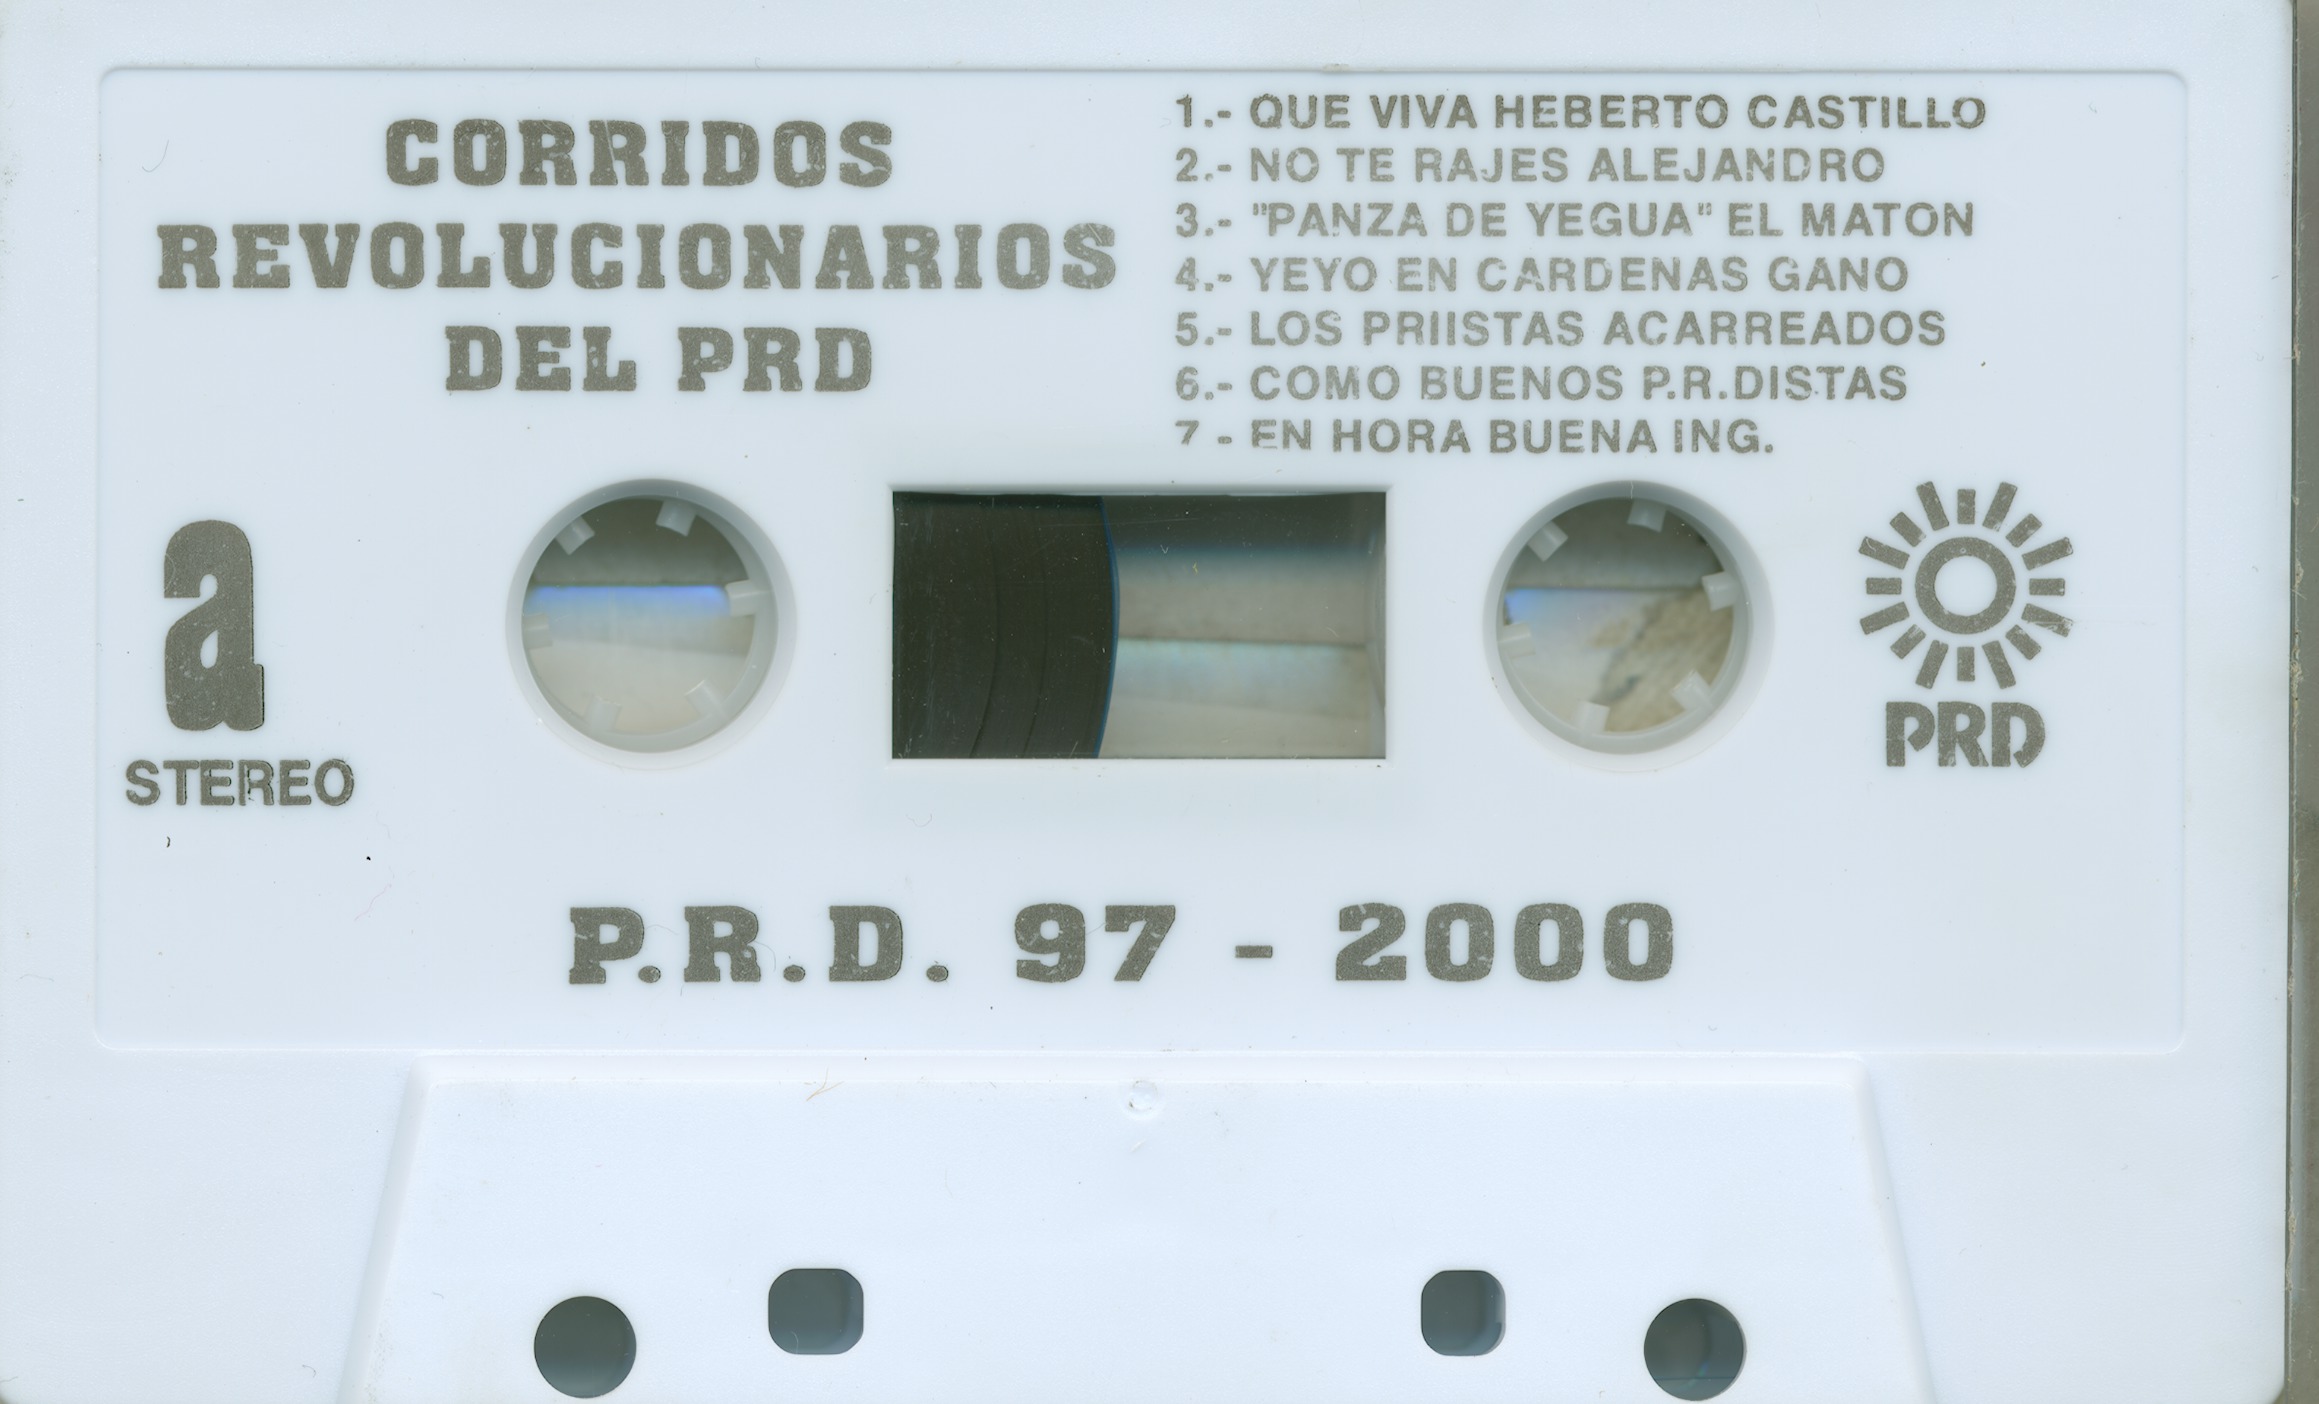 CORRIDOS
REVOLUCIONARIOS
DEL PRD
1.- QUE VIVA HEBERTO CASTILLO
2.- NO TE RAJES ALEJANDRO
3.- "PANZA DE YEGUA" EL MATON
4.- YEYO EN CARDENAS GANO
5.- LOS PRIISTAS ACARREADOS
6.- COMO BUENOS P.R.DISTAS
7 - EN HORA BUENA ING.
a
STEREO
PRD
P.R.D. 97 - 2000